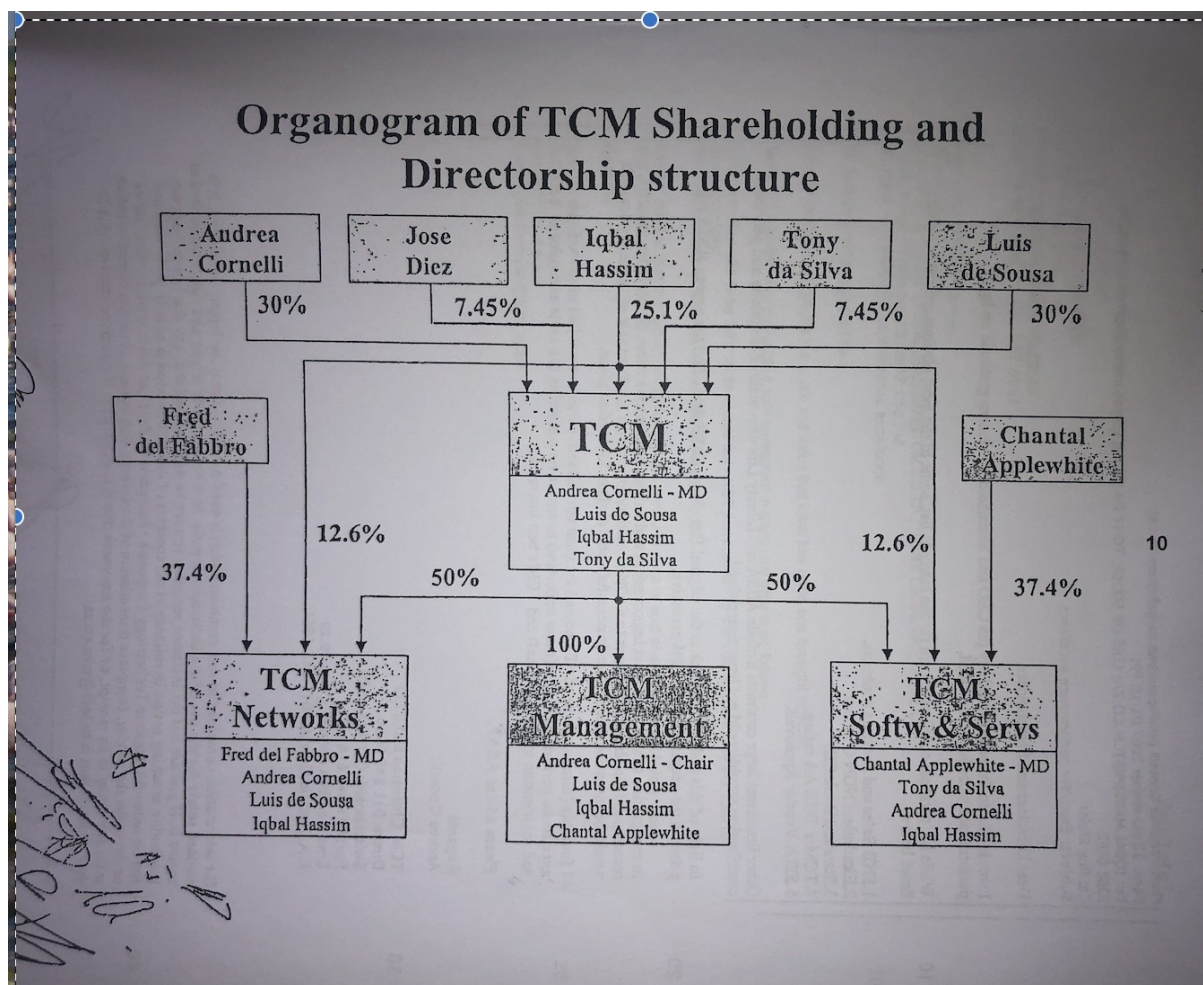 Organogram of TCM Shareholding and
Directorship structure
Andrea
Cornelli
Jose
Diez
Iqbal
Hassim
Tony
da Silva
Luis
de Sousa
30%
7.45%
25.1%
7.45%
30%
Fred
del Fabbro
TCM
Andrea Cornelli - MD
Luis de Sousa
Iqbal Hassim
Tony da Silva
Chantal
Applewhite
12.6%
12.6%
10
37.4%
50%
50%
37.4%
100%
TCM
Networks
Fred del Fabbro - MD
Andrea Cornelli
Luis de Sousa
Iqbal Hassim
TCM
Management
Andrea Cornelli - Chair
Luis de Sousa
Iqbal Hassim
Chantal Applewhite
TCM
Softw & Servs
Chantal Applewhite - MD
Tony da Silva
Andrea Cornelli
Iqbal Hassim